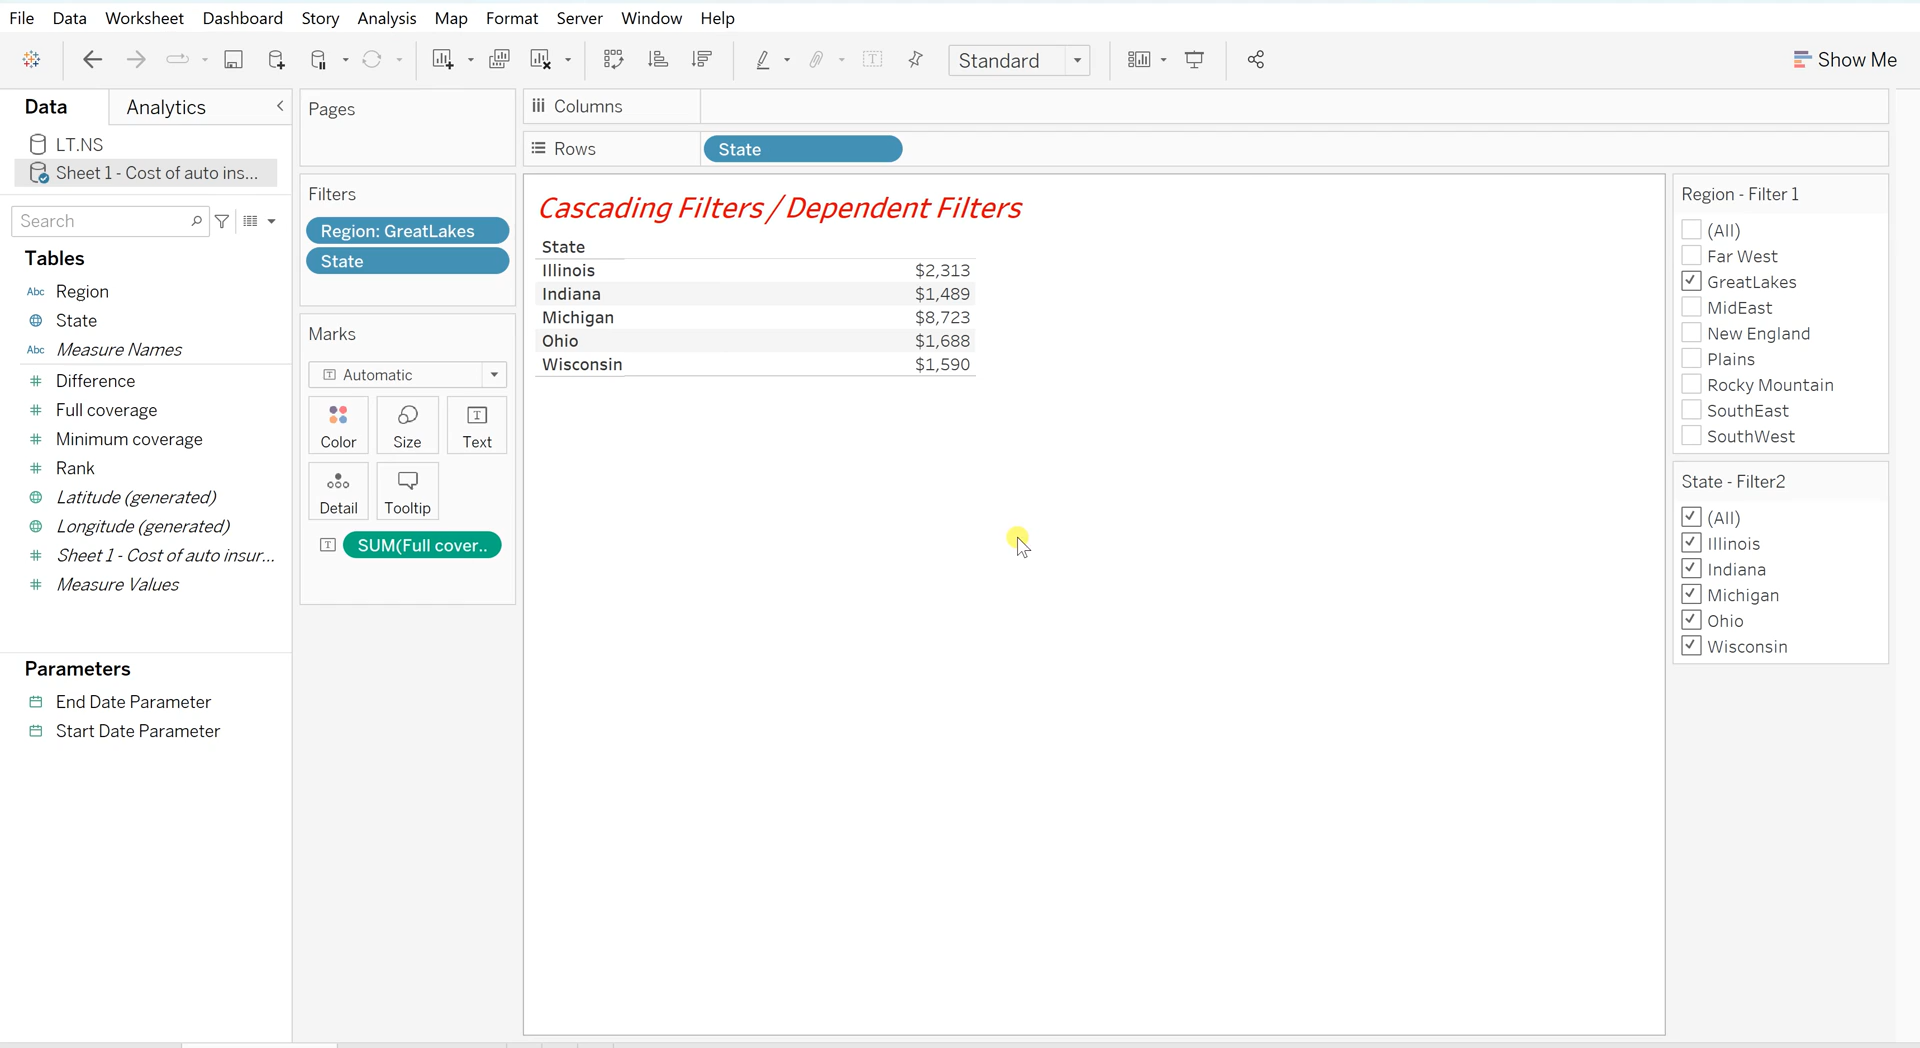 File Data Worksheet Dashboard Story Analysis Map Format Server Window Help
Standard
Show Me
Data Analytics
LT.NS
Sheet 1 - Cost of auto ins...
Search
Tables
Abc Region
State
Abc Measure Names
Difference
Full coverage
Minimum coverage
Rank
Latitude (generated)
Longitude (generated)
Sheet 1 - Cost of auto insur...
Measure Values
Parameters
End Date Parameter
Start Date Parameter
Pages
Filters
Region: GreatLakes
State
Marks
Automatic
Color Size Text
Detail Tooltip
SUM(Full cover..
Columns
Rows State
Cascading Filters / Dependent Filters
State
Illinois $2,313
Indiana $1,489
Michigan $8,723
Ohio $1,688
Wisconsin $1,590
Region - Filter 1
(All)
Far West
GreatLakes
MidEast
New England
Plains
Rocky Mountain
SouthEast
SouthWest
State - Filter2
(All)
Illinois
Indiana
Michigan
Ohio
Wisconsin